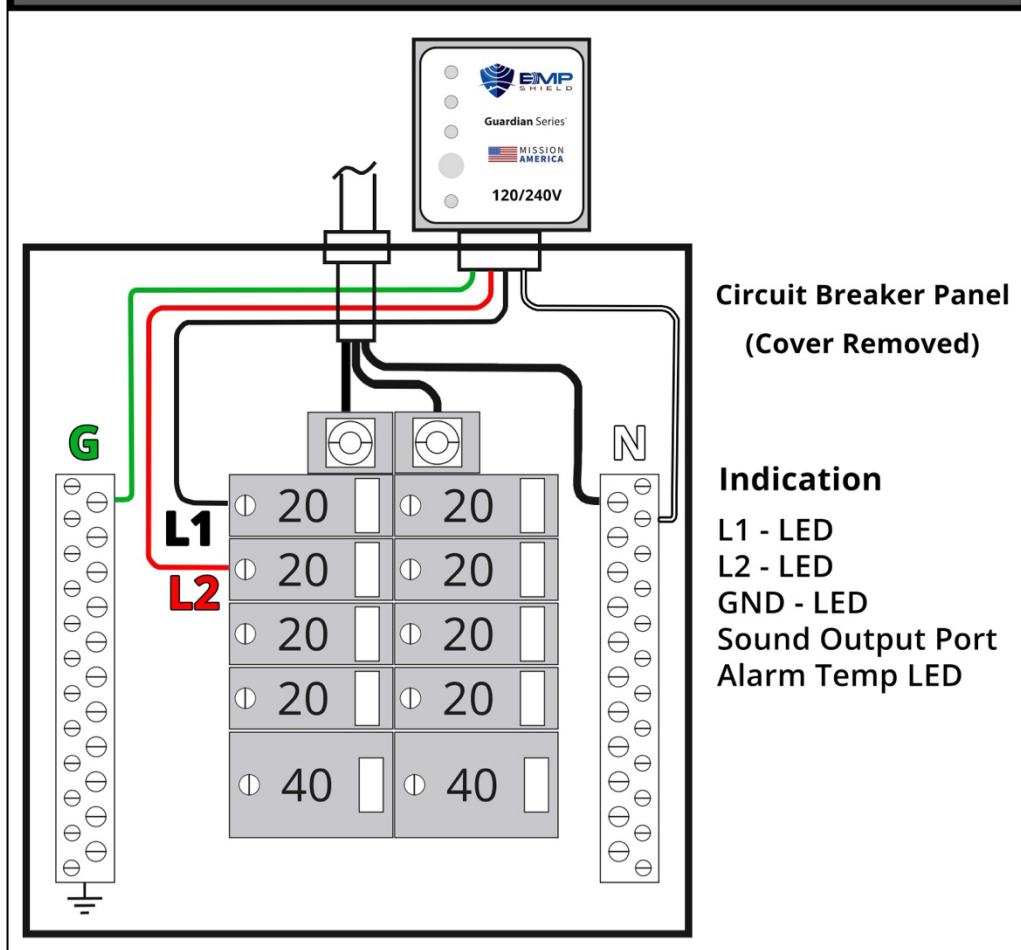 EMP
SHIELD
Guardian Series
MISSION
AMERICA
120/240V
Circuit Breaker Panel
(Cover Removed)
G
N
Indication
L1 - LED
L2 - LED
GND - LED
Sound Output Port
Alarm Temp LED
L1
L2
20 20
20 20
20 20
20 20
40 40